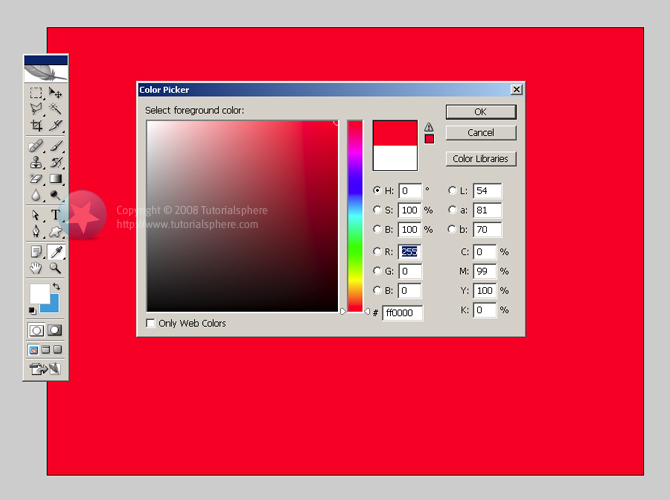 Color Picker
Select foreground color:
OK
Cancel
Color Libraries
H: 0 °
S: 100 %
B: 100 %
R: 255
G: 0
B: 0
# ff0000
L: 54
a: 81
b: 70
C: 0 %
M: 99 %
Y: 100 %
K: 0 %
Only Web Colors
T
Copyright © 2008 Tutorialsphere
http://www.tutorialsphere.com